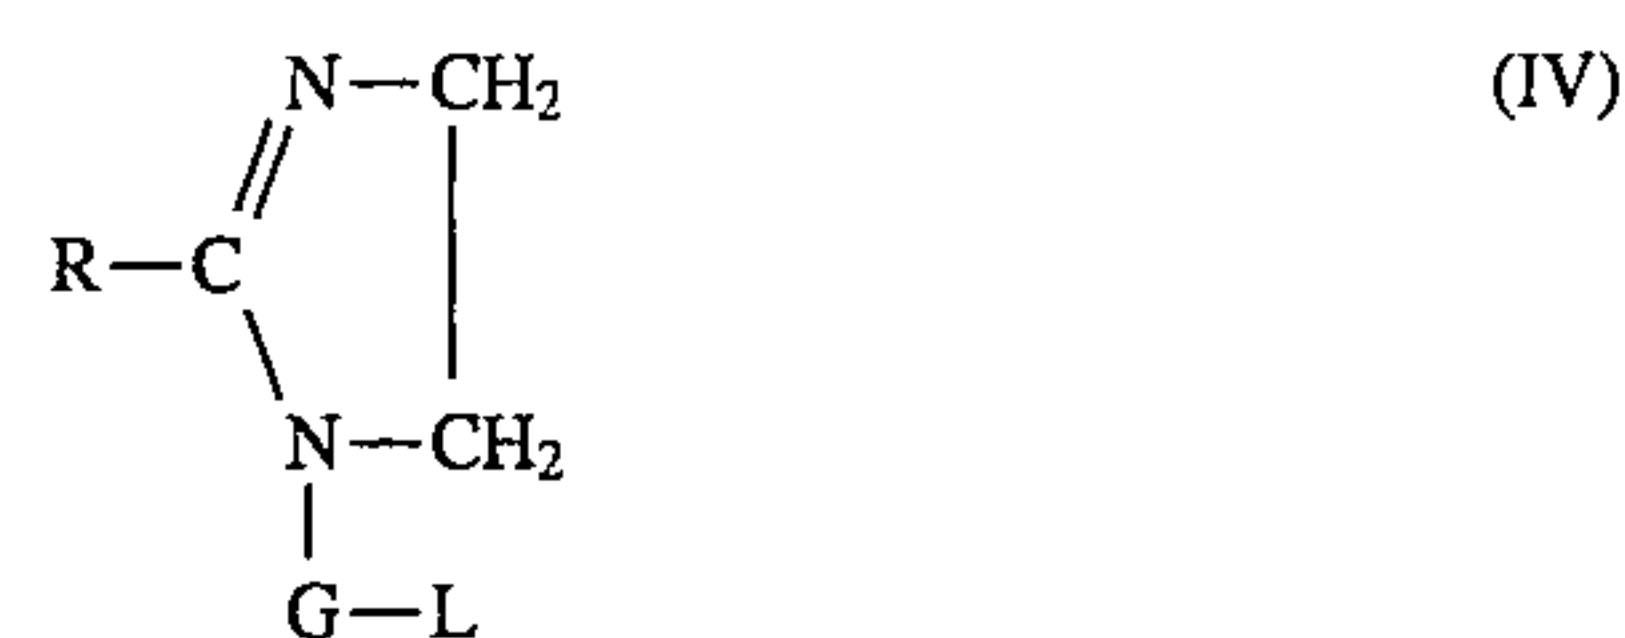 N—CH₂ (IV)
R—C
N—CH₂
G—L